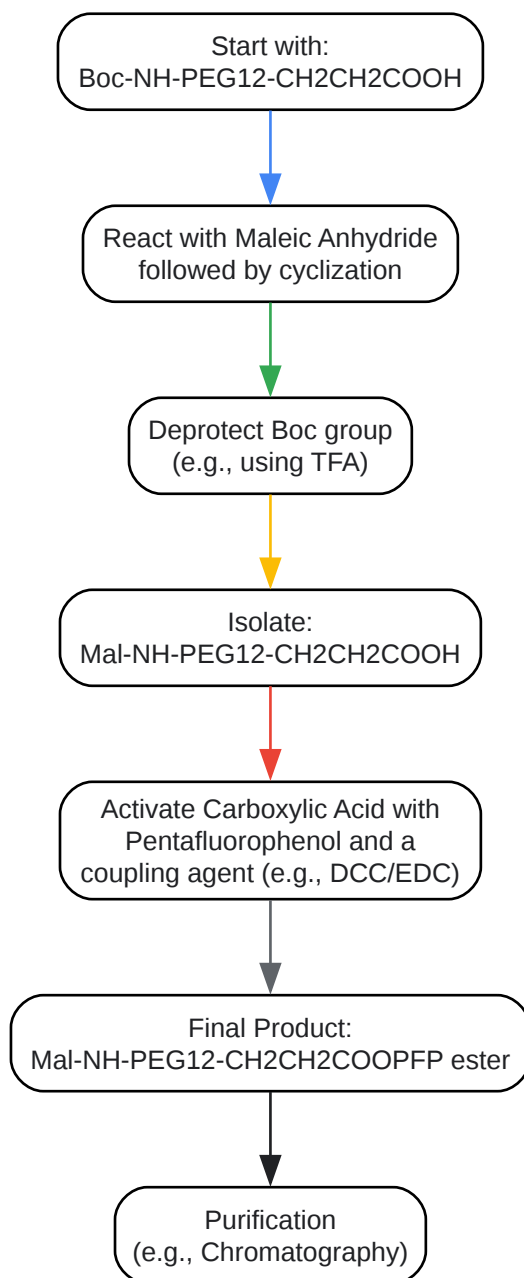 Start with:
Boc-NH-PEG12-CH2CH2COOH
React with Maleic Anhydride
followed by cyclization
Deprotect Boc group
(e.g., using TFA)
Isolate:
Mal-NH-PEG12-CH2CH2COOH
Activate Carboxylic Acid with
Pentafluorophenol and a
coupling agent (e.g., DCC/EDC)
Final Product:
Mal-NH-PEG12-CH2CH2COOPFP ester
Purification
(e.g., Chromatography)